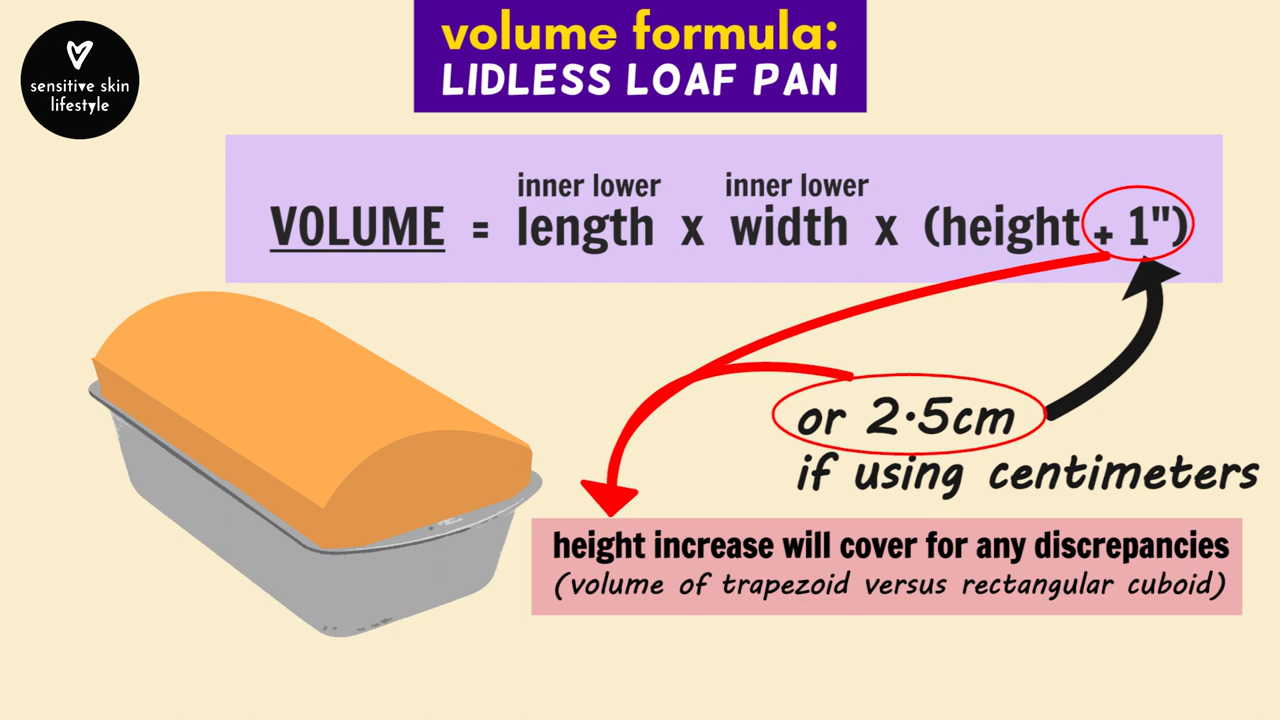 sensitive skin
lifestyle
volume formula:
LIDLESS LOAF PAN
inner lower inner lower
VOLUME = length x width x (height + 1")
or 2.5cm
if using centimeters
height increase will cover for any discrepancies
(volume of trapezoid versus rectangular cuboid)